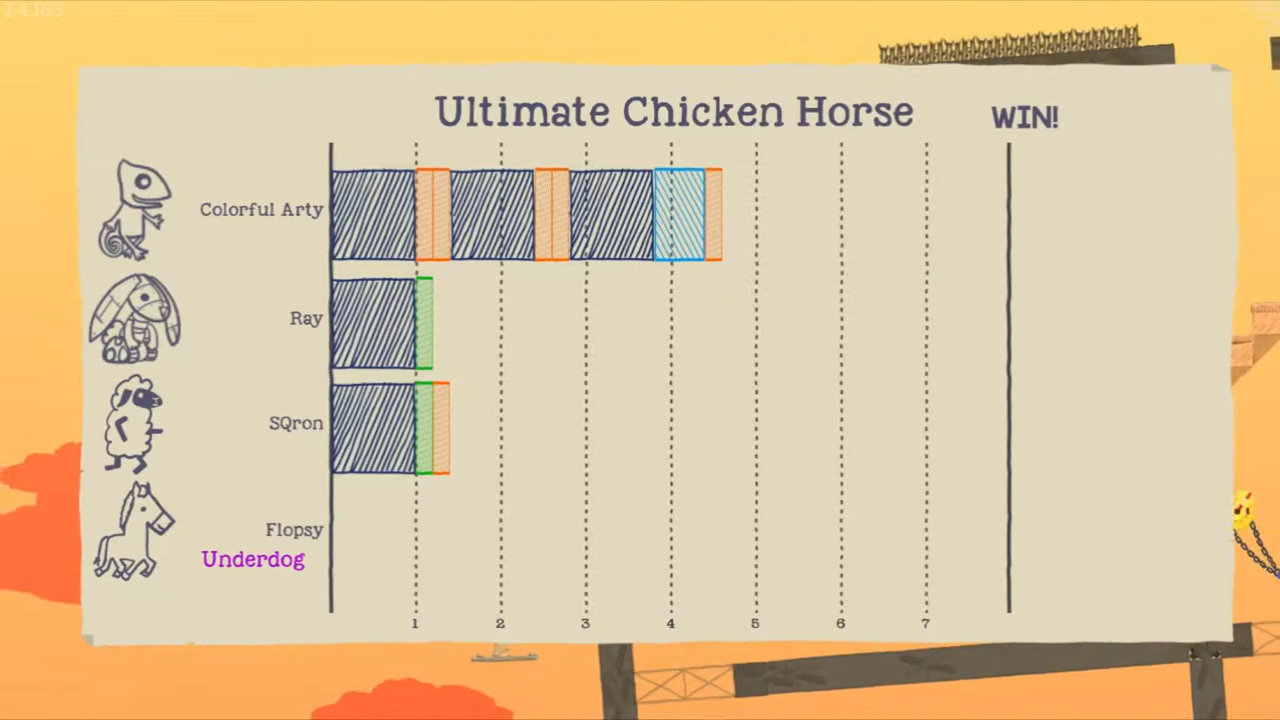 Ultimate Chicken Horse
WIN!
Colorful Arty
Ray
SQron
Flopsy
Underdog
1 2 3 4 5 6 7